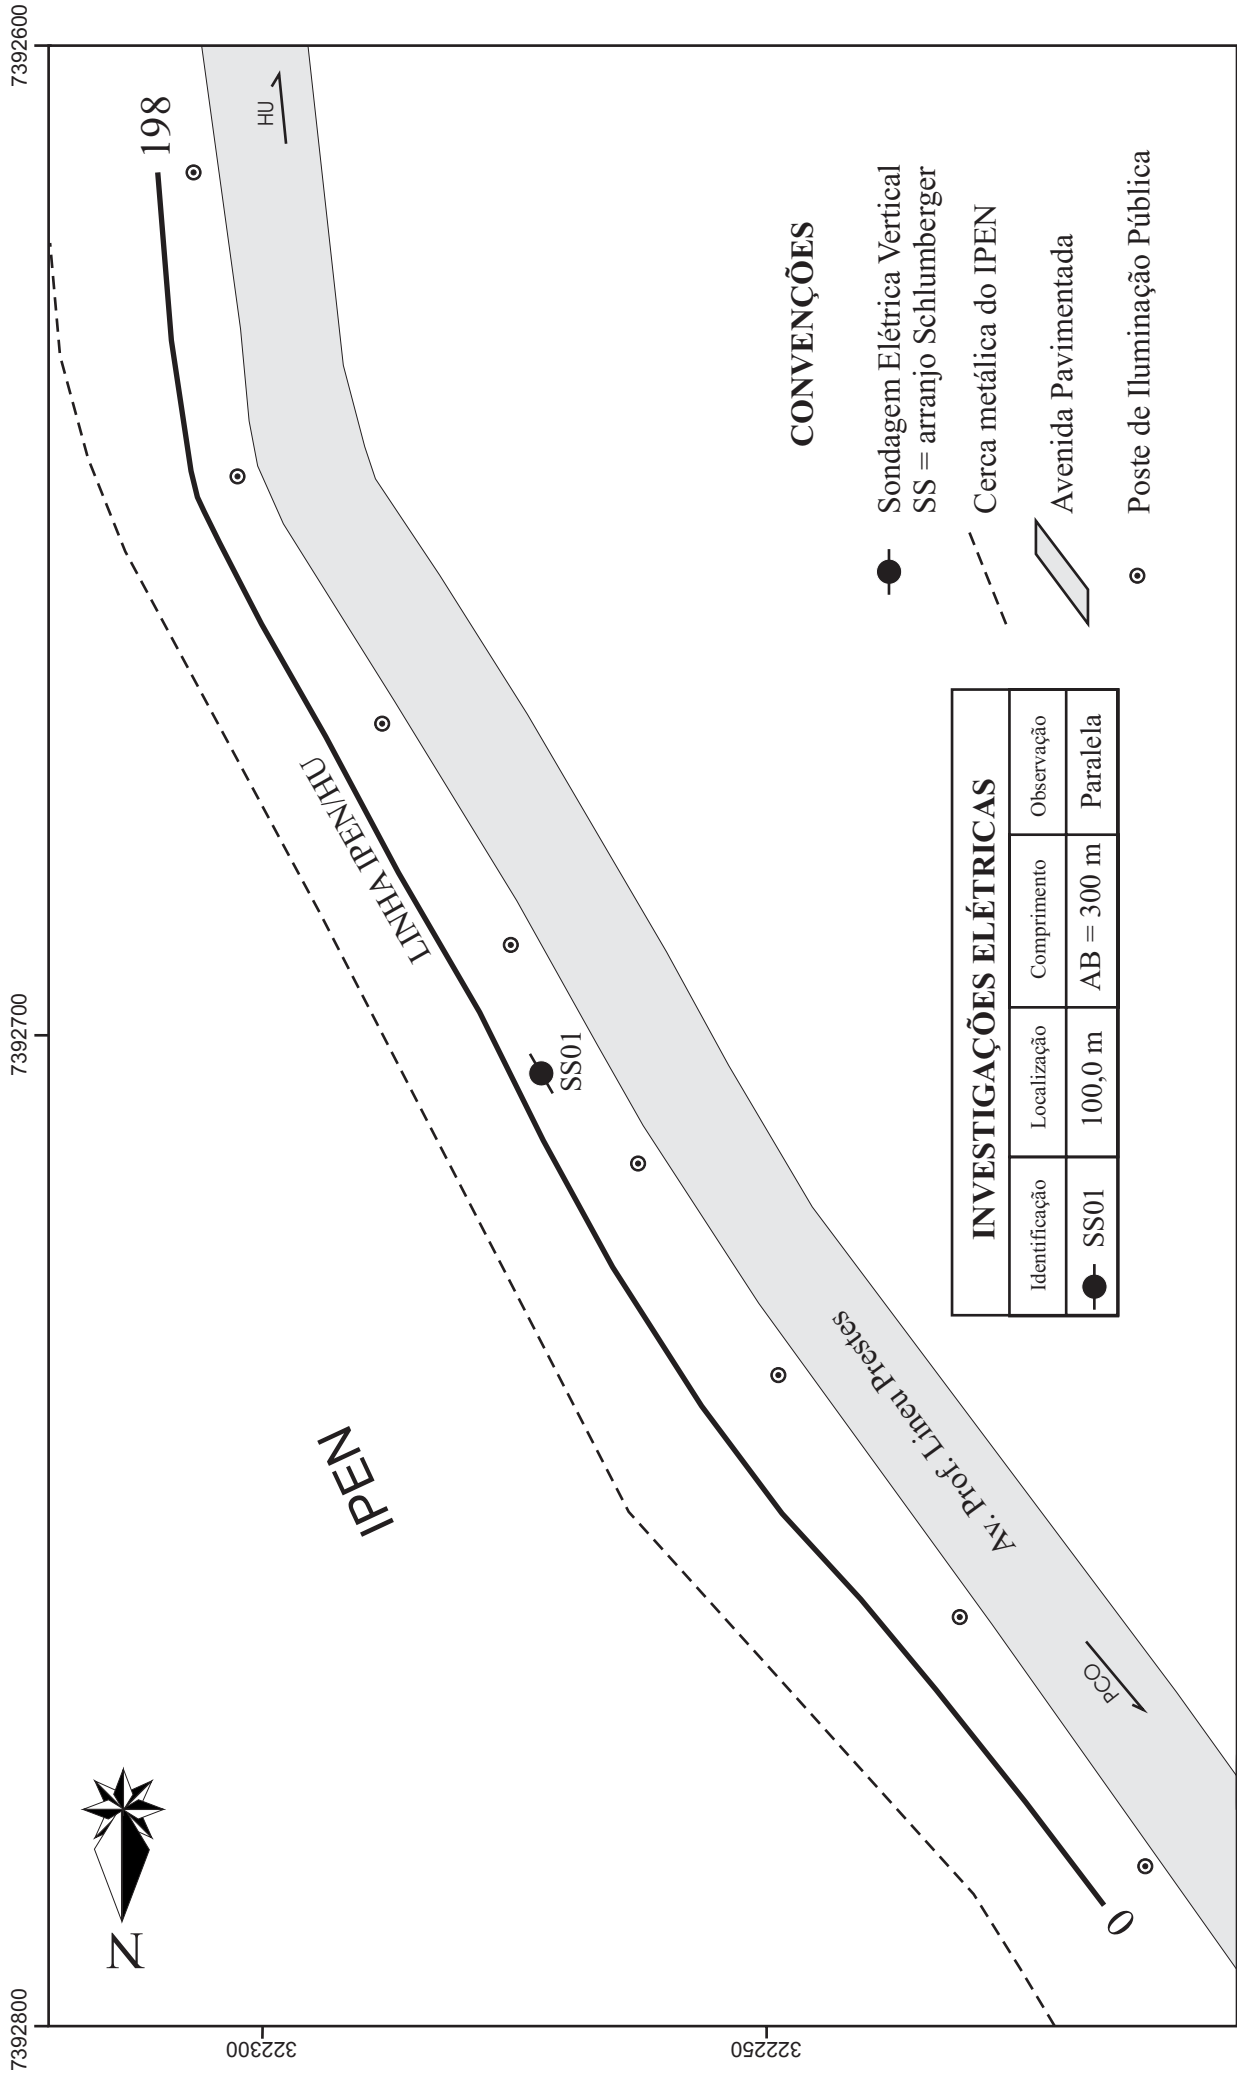 7392800
7392700
7392600
322300
322250
N
IPEN
LINHA IPEN/HU
198
0
HU
SS01
Av. Prof. Lineu Prestes
PCO
CONVENÇÕES
Sondagem Elétrica Vertical
SS = arranjo Schlumberger
Cerca metálica do IPEN
Avenida Pavimentada
Poste de Iluminação Pública
INVESTIGAÇÕES ELÉTRICAS
Identificação Localização Comprimento Observação
SS01 100,0 m AB = 300 m Paralela